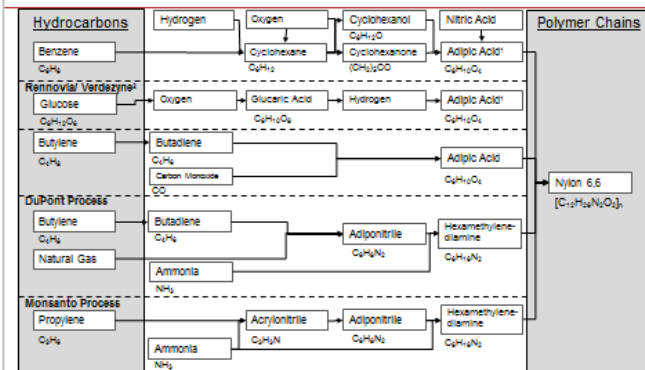 Hydrocarbons
Polymer Chains
Hydrogen
Oxygen
Cyclohexanol
C₆H₁₂O
Nitric Acid
Benzene
C₆H₆
Cyclohexane
C₆H₁₂
Cyclohexanone
(CH₂)₅CO
Adipic Acid¹
C₆H₁₀O₄
Rennovia/ Verdezyne²
Glucose
C₆H₁₂O₆
Oxygen
Glucaric Acid
C₆H₁₀O₈
Hydrogen
Adipic Acid¹
C₆H₁₀O₄
Butylene
C₄H₈
Butadiene
C₄H₆
Carbon Monoxide
CO
Adipic Acid
C₆H₁₀O₄
Nylon 6,6
[C₁₂H₂₆N₂O₂]ₙ
DuPont Process
Butylene
C₄H₈
Butadiene
C₄H₆
Natural Gas
Ammonia
NH₃
Adiponitrile
C₆H₈N₂
Hexamethylene-
diamine
C₆H₁₆N₂
Monsanto Process
Propylene
C₃H₆
Acrylonitrile
C₃H₃N
Adiponitrile
C₆H₈N₂
Hexamethylene-
diamine
C₆H₁₆N₂
Ammonia
NH₃